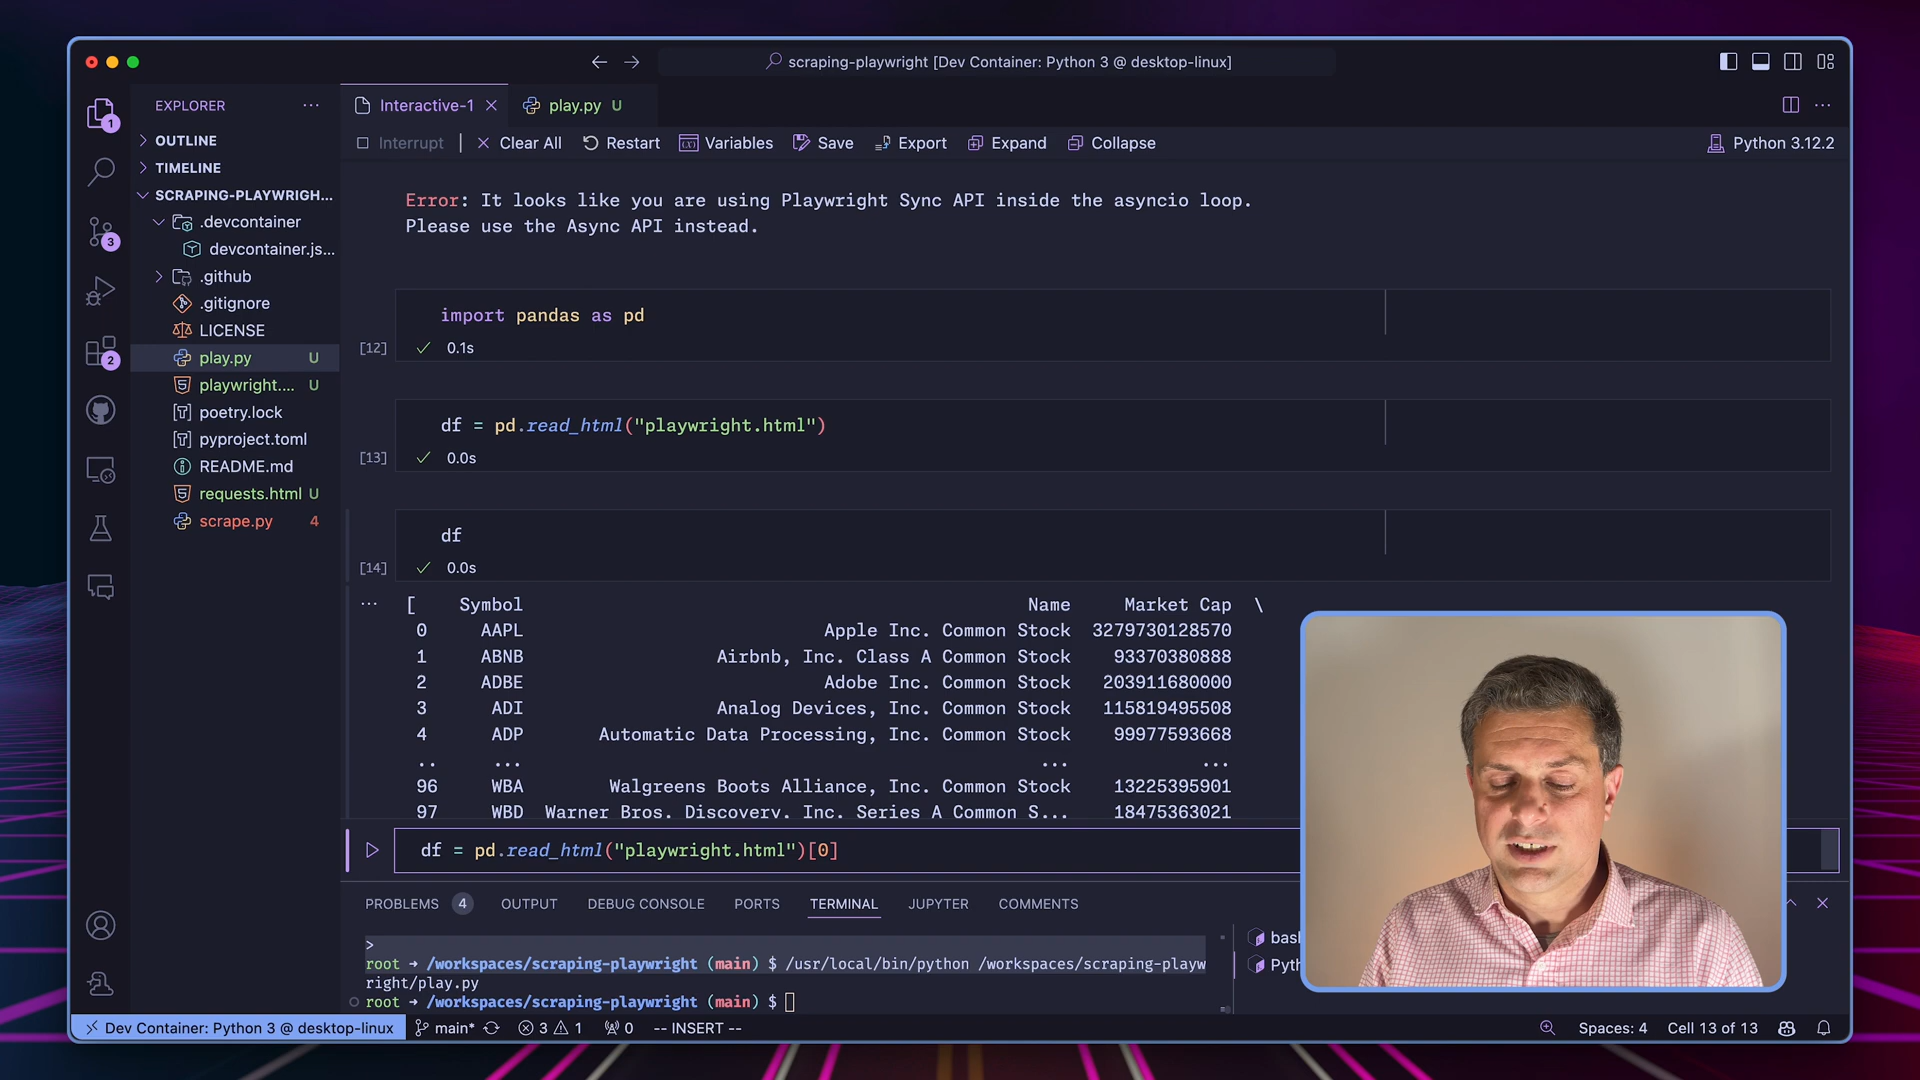 scraping-playwright [Dev Container: Python 3 @ desktop-linux]
EXPLORER
OUTLINE
TIMELINE
SCRAPING-PLAYWRIGH...
.devcontainer
devcontainer.js...
.github
.gitignore
LICENSE
play.py U
playwright.... U
poetry.lock
pyproject.toml
README.md
requests.html U
scrape.py 4
1
3
2
Interactive-1
play.py U
Interrupt | Clear All Restart Variables Save Export Expand Collapse Python 3.12.2
Error: It looks like you are using Playwright Sync API inside the asyncio loop.
Please use the Async API instead.
import pandas as pd
[12] 0.1s
df = pd.read_html("playwright.html")
[13] 0.0s
df
[14] 0.0s
... [ Symbol Name Market Cap \
0 AAPL Apple Inc. Common Stock 3279730128570
1 ABNB Airbnb, Inc. Class A Common Stock 93370380888
2 ADBE Adobe Inc. Common Stock 203911680000
3 ADI Analog Devices, Inc. Common Stock 115819495508
4 ADP Automatic Data Processing, Inc. Common Stock 99977593668
.. ... ... ...
96 WBA Walgreens Boots Alliance, Inc. Common Stock 13225395901
97 WBD Warner Bros. Discovery, Inc. Series A Common S... 18475363021
df = pd.read_html("playwright.html")[0]
PROBLEMS 4 OUTPUT DEBUG CONSOLE PORTS TERMINAL JUPYTER COMMENTS
>
root → /workspaces/scraping-playwright (main) $ /usr/local/bin/python /workspaces/scraping-playw
right/play.py
root → /workspaces/scraping-playwright (main) $
bas
Pyth
Dev Container: Python 3 @ desktop-linux main* 3 1 0 -- INSERT -- Spaces: 4 Cell 13 of 13